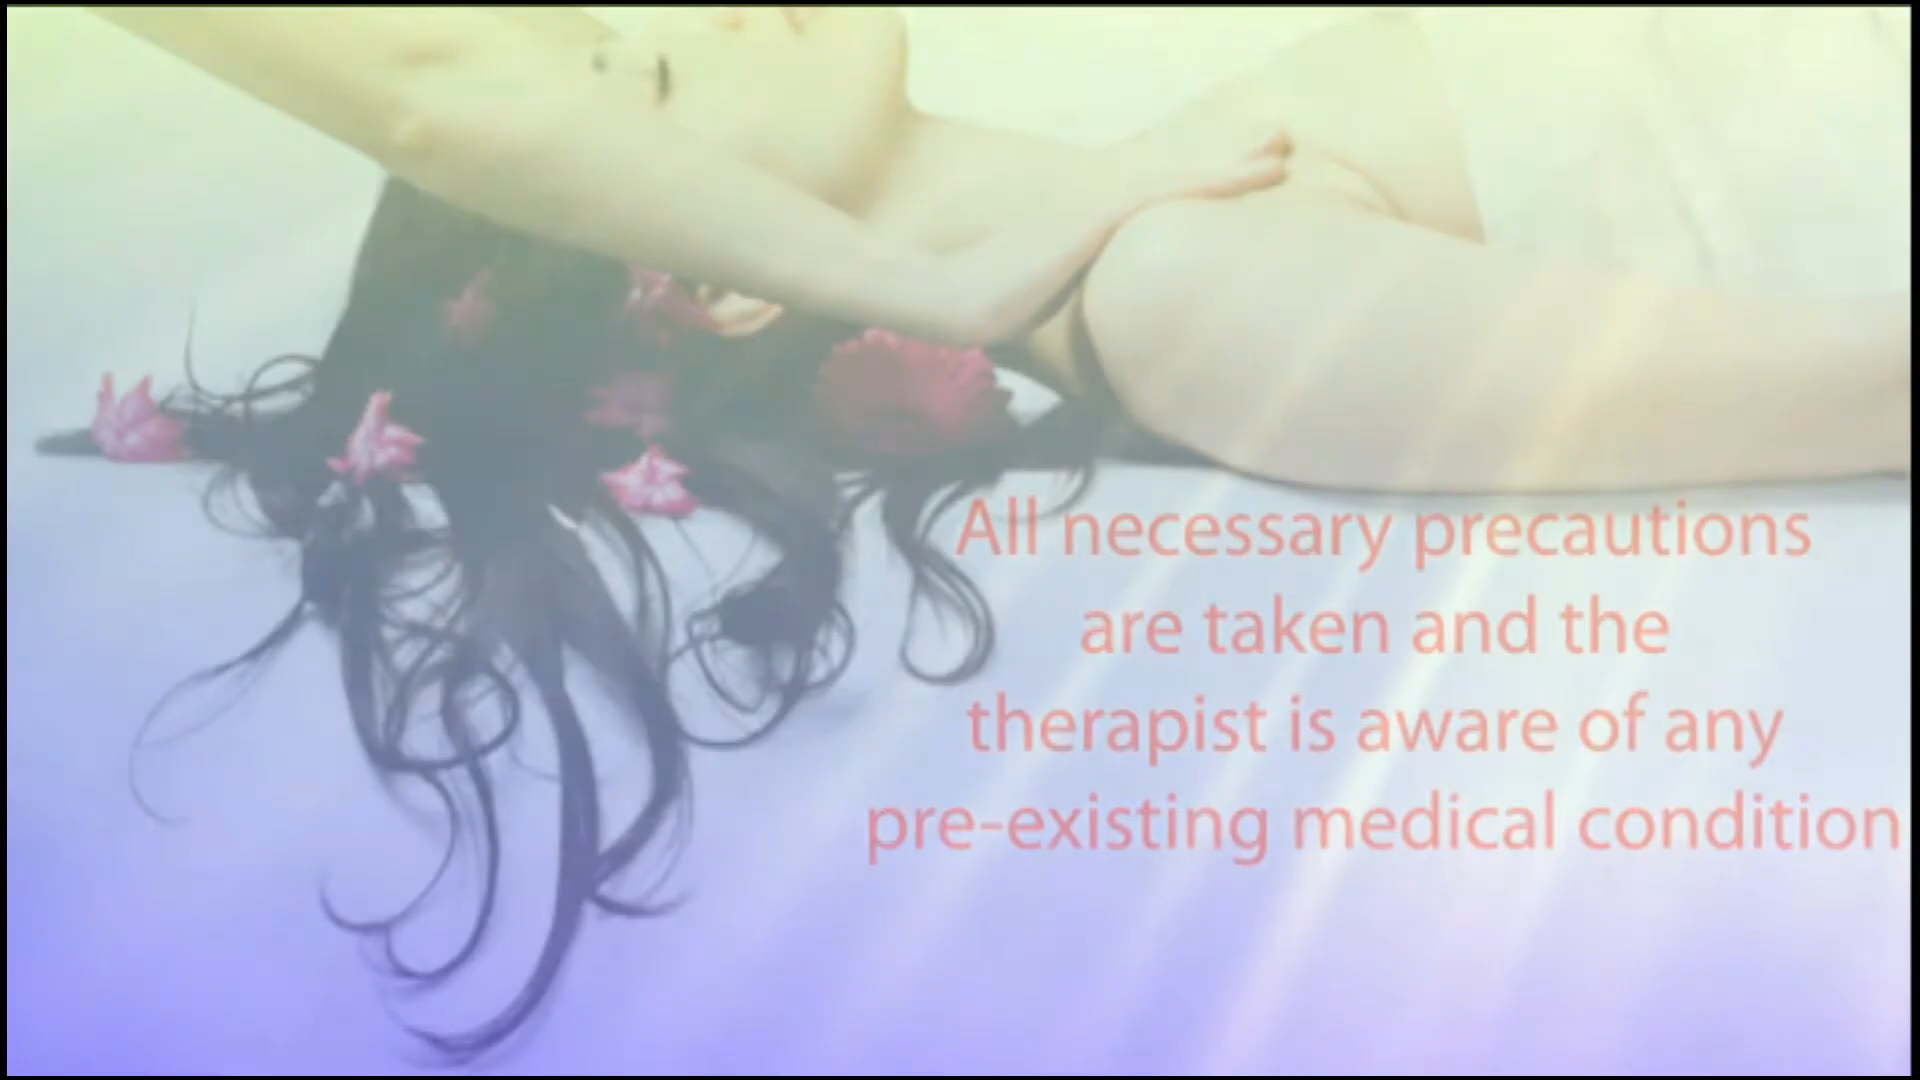 All necessary precautions
are taken and the
therapist is aware of any
pre-existing medical condition